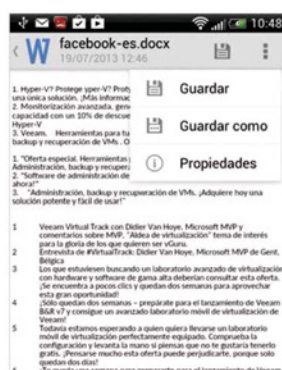 10:48
W7 facebook-es.docx
19/07/2013 12:46
Guardar
Guardar como
Propiedades
1. Hyper-V? Protege yper-V? Prot
una única solución. ¡Más informac
2. Monitorización avanzada, gene
capacidad con un 10% de descue
Hyper-V
3. Veeam. Herramientas para tu
backup y recuperación de VMs. O
1. "Oferta especial. Herramientas
Administración, backup y recuper
2. "Software de administración de
ahora!"
3. "Administración, backup y recuperación de VMs. ¡Adquiere hoy una
solución potente y fácil de usar!"
1 Veeam Virtual Track con Didier Van Hoye, Microsoft MVP y
comentarios sobre MVP, "Aldea de virtualización" tema de interés
para la gloria de los que quieren ser vGuru.
2 Entrevista de #VirtualTrack: Didier Van Hoye, Microsoft MVP de Gent,
Bélgica
3 Los que estuviesen buscando un laboratorio avanzado de virtualización
con hardware y software de gama alta deberían consultar esta oferta.
¡Se encuentra a pocos clics y quedan dos semanas para aprovechar
esta gran oportunidad!
4 ¡Sólo quedan dos semanas – prepárate para el lanzamiento de Veeam
B&R v7 y consigue un avanzado laboratorio móvil de virtualización de
Veeam!
5 Todavía estamos esperando a quien quiera llevarse un laboratorio
móvil de virtualización perfectamente equipado. Comprueba la
configuración y levanta la mano si piensas que no te gustaría tenerlo
gratis. ¡Pensarse mucho esta oferta puede perjudicarte, porque solo
quedan dos días!